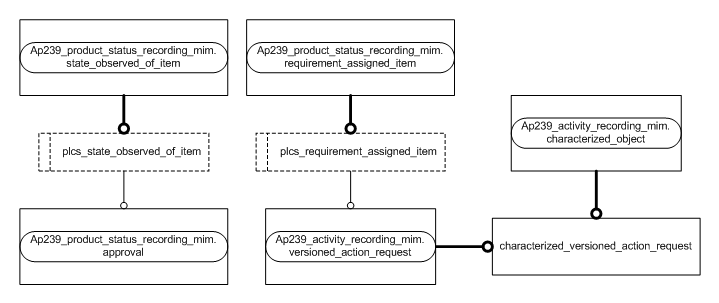 Ap239_product_status_recording_mim.
state_observed_of_item
Ap239_product_status_recording_mim.
requirement_assigned_item
Ap239_activity_recording_mim.
characterized_object
plcs_state_observed_of_item
plcs_requirement_assigned_item
Ap239_product_status_recording_mim.
approval
Ap239_activity_recording_mim.
versioned_action_request
characterized_versioned_action_request